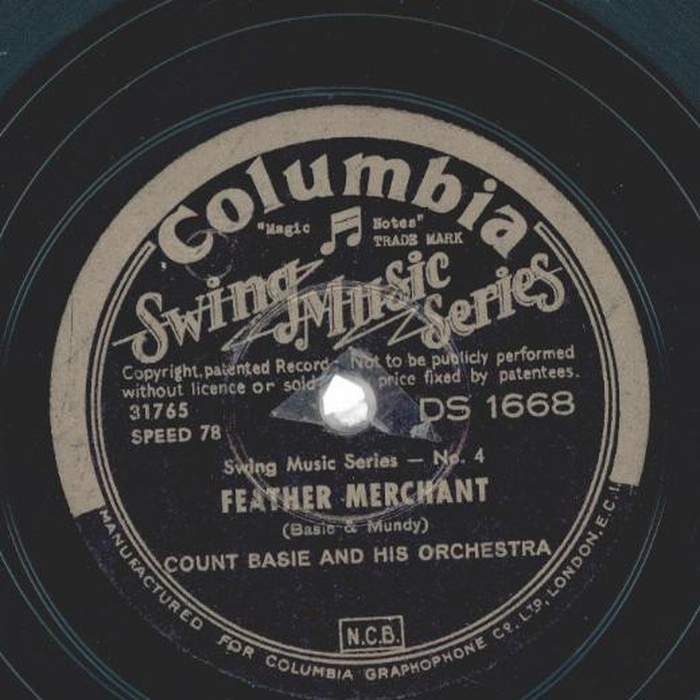 Columbia
"Magic Notes"
TRADE MARK
Swing Music Series
Copyright, patented Record- Not to be publicly performed
without licence or sold price fixed by patentees.
31765
DS 1668
SPEED 78
Swing Music Series — No. 4
FEATHER MERCHANT
(Basie & Mundy)
COUNT BASIE AND HIS ORCHESTRA
N.C.B.
MANUFACTURED FOR COLUMBIA GRAPHOPHONE Co. LTD, LONDON, E.C.1.